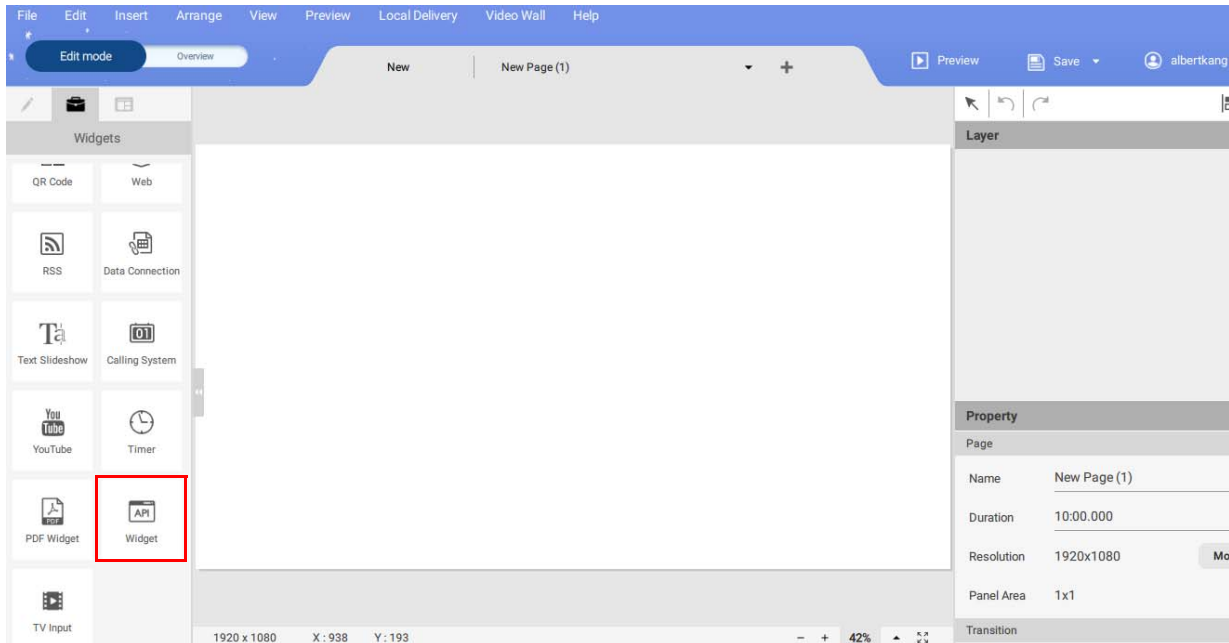 File Edit Insert Arrange View Preview Local Delivery Video Wall Help
Edit mode Overview New New Page (1) Preview Save albertkang
Widgets
Layer
QR Code Web
RSS Data Connection
Text Slideshow Calling System
01
You
Tube
YouTube Timer
PDF
API
PDF Widget Widget
TV Input
Property
Page
Name New Page (1)
Duration 10:00.000
Resolution 1920x1080 Mo
Panel Area 1x1
Transition
1920 x 1080 X : 938 Y : 193 − + 42%